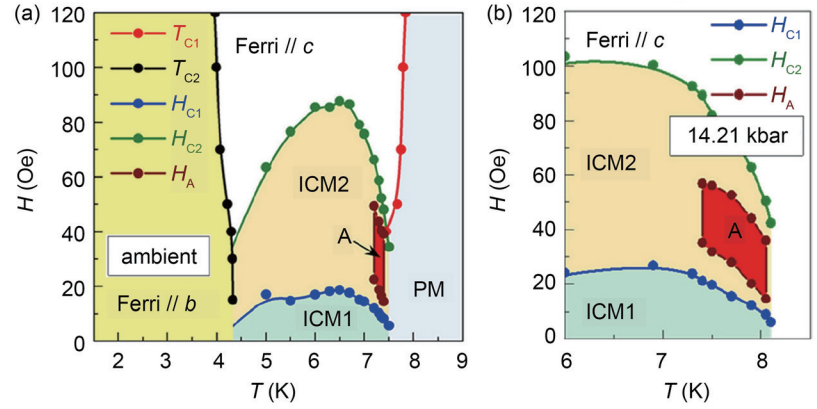 (a)
120
100
80
60
40
20
0
H (Oe)
T_C1
T_C2
H_C1
H_C2
H_A
Ferri // c
ICM2
A
ambient
Ferri // b
ICM1
PM
2 3 4 5 6 7 8 9
T (K)
(b)
120
100
80
60
40
20
0
H (Oe)
Ferri // c
H_C1
H_C2
H_A
14.21 kbar
ICM2
A
ICM1
6 7 8
T (K)